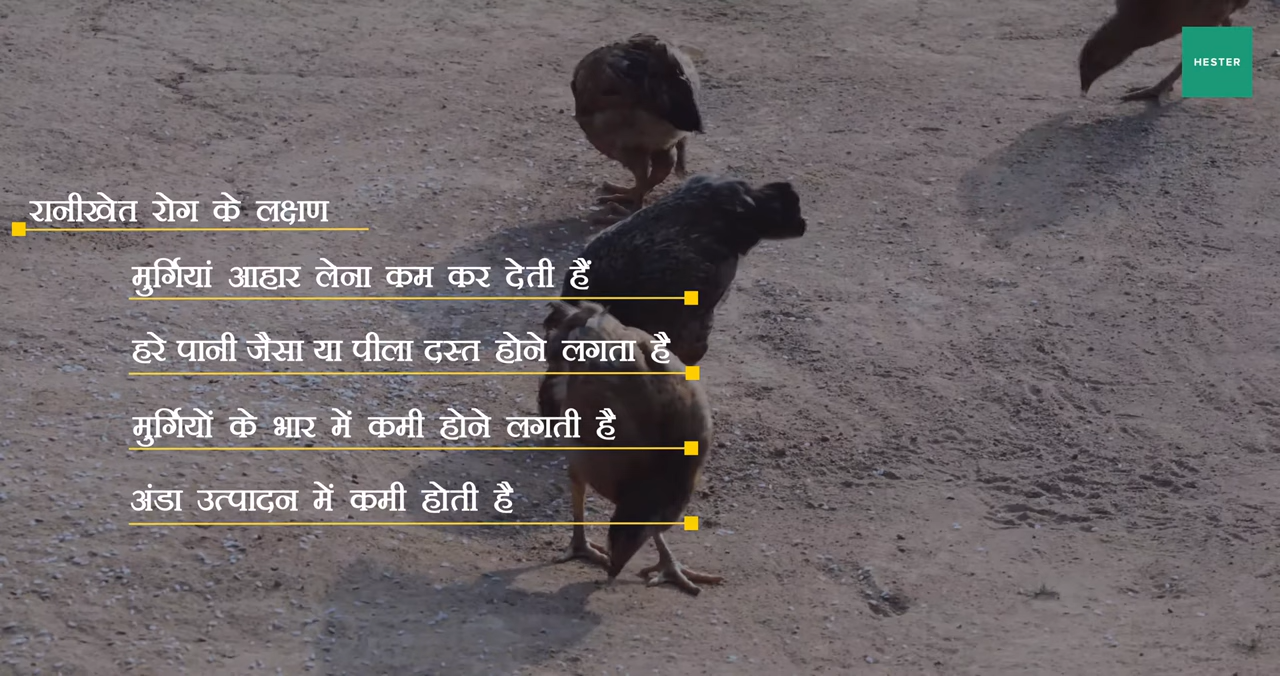 HESTER
रानीखेत रोग के लक्षण
मुर्गियां आहार लेना कम कर देती हैं
हरे पानी जैसा या पीला दस्त होने लगता है
मुर्गियों के भार में कमी होने लगती है
अंडा उत्पादन में कमी होती है